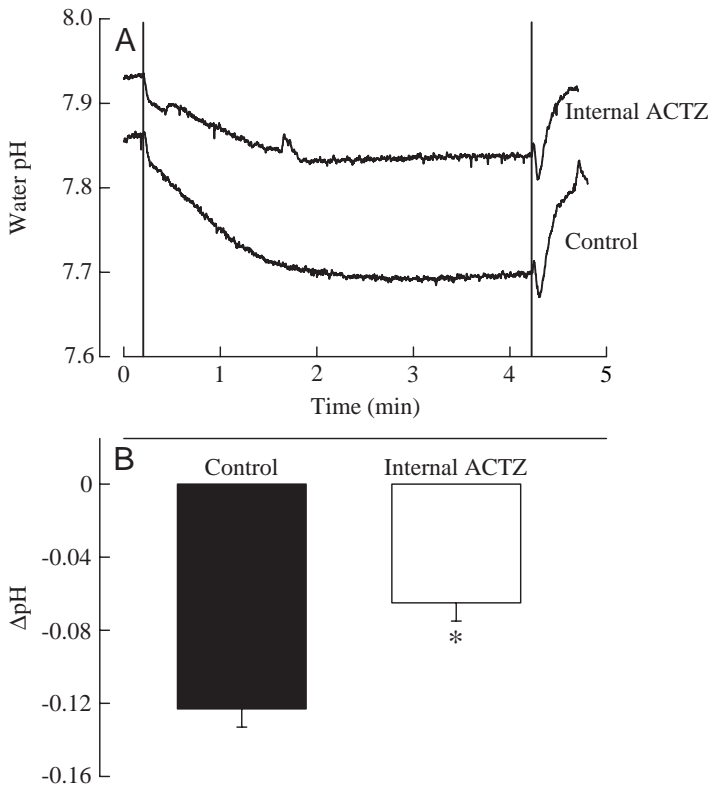 A
Water pH
8.0
7.9
7.8
7.7
7.6
Internal ACTZ
Control
0 1 2 3 4 5
Time (min)
B
Control Internal ACTZ
ΔpH
0
-0.04
-0.08
-0.12
-0.16
*